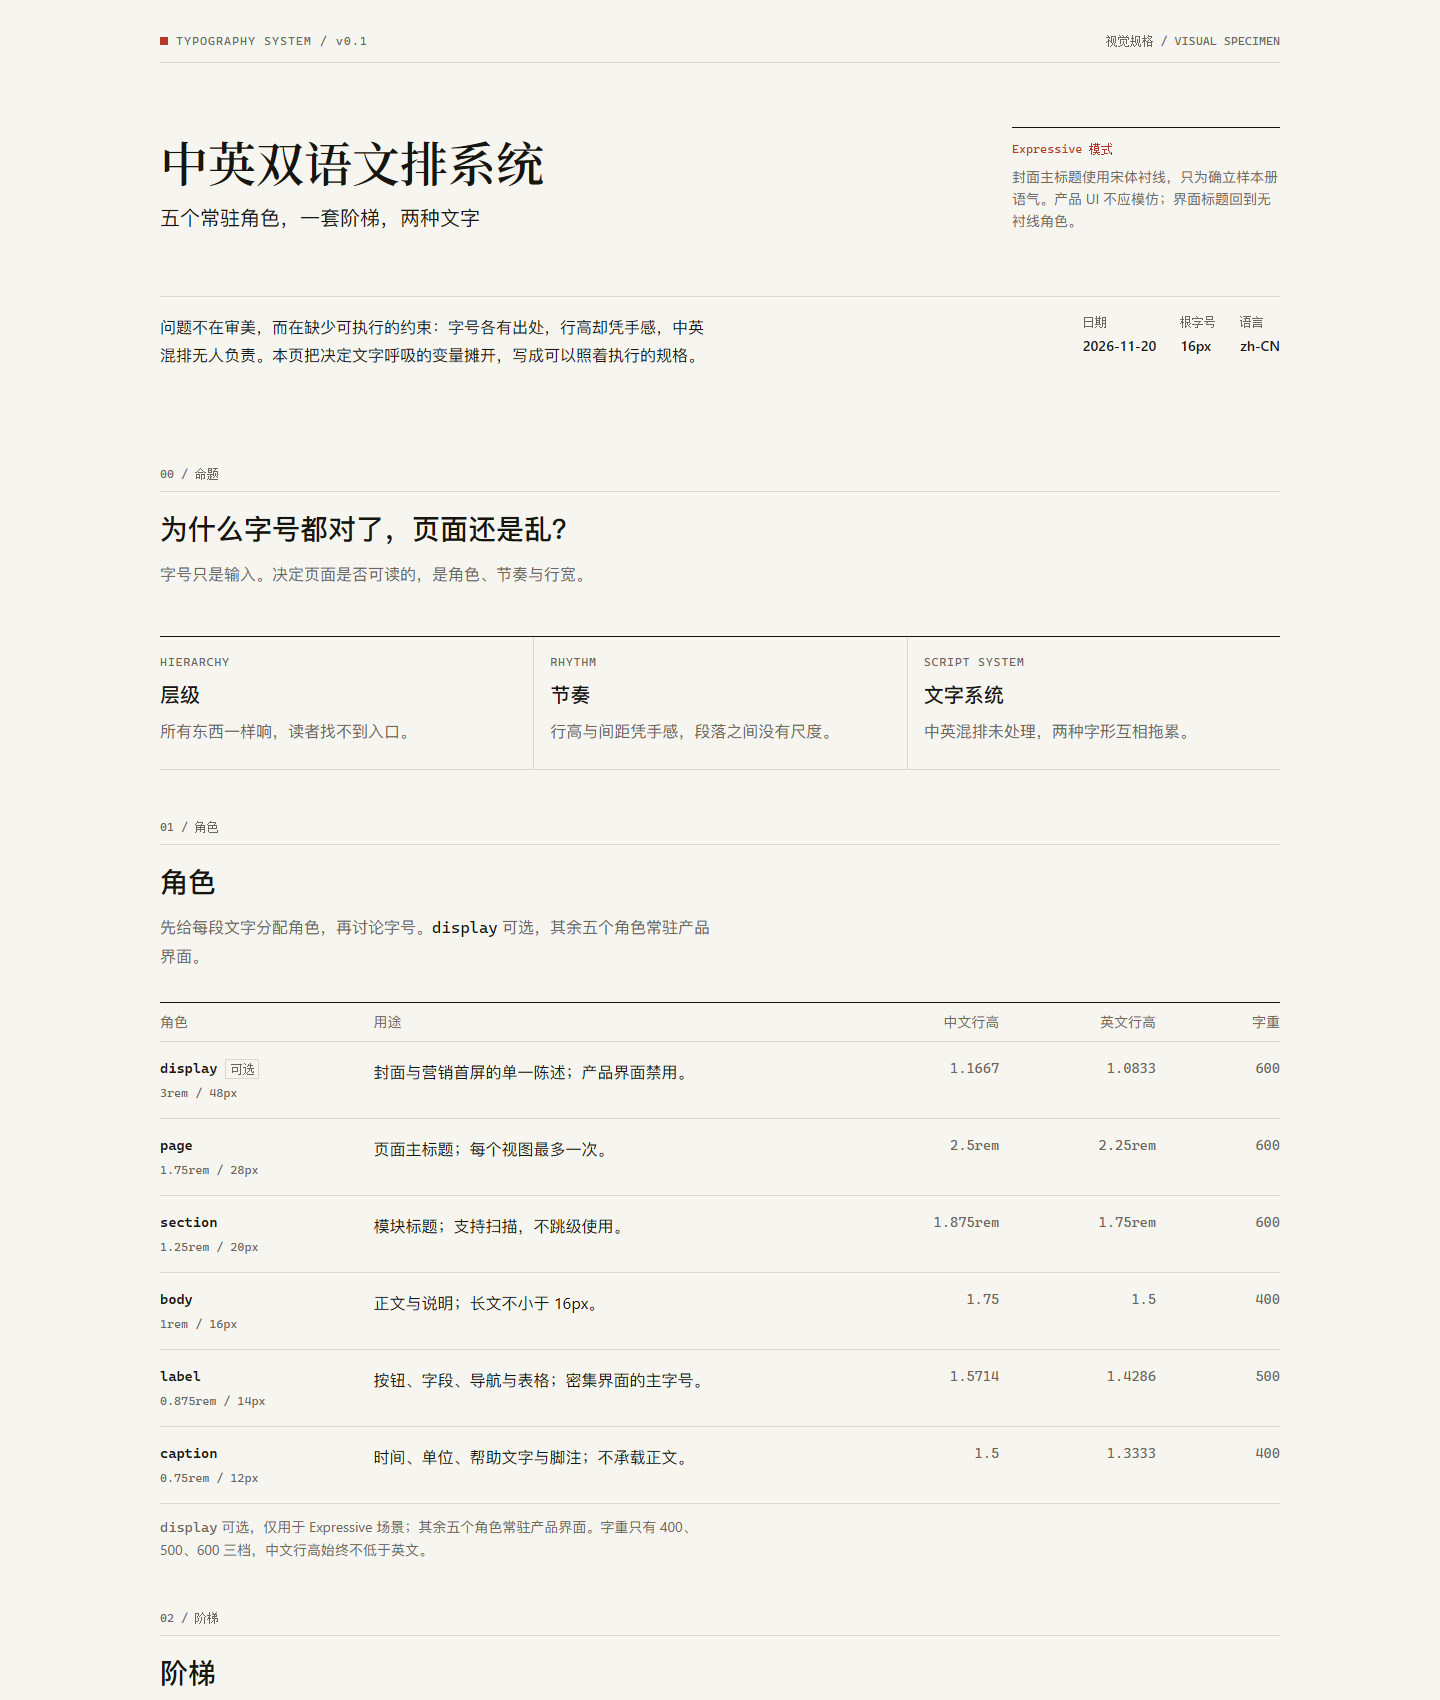 TYPOGRAPHY SYSTEM / v0.1
视觉规格 / VISUAL SPECIMEN
中英双语文排系统
五个常驻角色，一套阶梯，两种文字
Expressive 模式
封面主标题使用宋体衬线，只为确立样本册
语气。产品 UI 不应模仿；界面标题回到无
衬线角色。
问题不在审美，而在缺少可执行的约束：字号各有出处，行高却凭手感，中英
混排无人负责。本页把决定文字呼吸的变量摊开，写成可以照着执行的规格。
日期
2026-11-20
根字号
16px
语言
zh-CN
00 / 命题
为什么字号都对了，页面还是乱?
字号只是输入。决定页面是否可读的，是角色、节奏与行宽。
HIERARCHY
层级
所有东西一样响，读者找不到入口。
RHYTHM
节奏
行高与间距凭手感，段落之间没有尺度。
SCRIPT SYSTEM
文字系统
中英混排未处理，两种字形互相拖累。
01 / 角色
角色
先给每段文字分配角色，再讨论字号。display 可选，其余五个角色常驻产品
界面。
角色 用途 中文行高 英文行高 字重
display 可选 封面与营销首屏的单一陈述；产品界面禁用。 1.1667 1.0833 600
3rem / 48px
page 页面主标题；每个视图最多一次。 2.5rem 2.25rem 600
1.75rem / 28px
section 模块标题；支持扫描，不跳级使用。 1.875rem 1.75rem 600
1.25rem / 20px
body 正文与说明；长文不小于 16px。 1.75 1.5 400
1rem / 16px
label 按钮、字段、导航与表格；密集界面的主字号。 1.5714 1.4286 500
0.875rem / 14px
caption 时间、单位、帮助文字与脚注；不承载正文。 1.5 1.3333 400
0.75rem / 12px
display 可选，仅用于 Expressive 场景；其余五个角色常驻产品界面。字重只有 400、
500、600 三档，中文行高始终不低于英文。
02 / 阶梯
阶梯